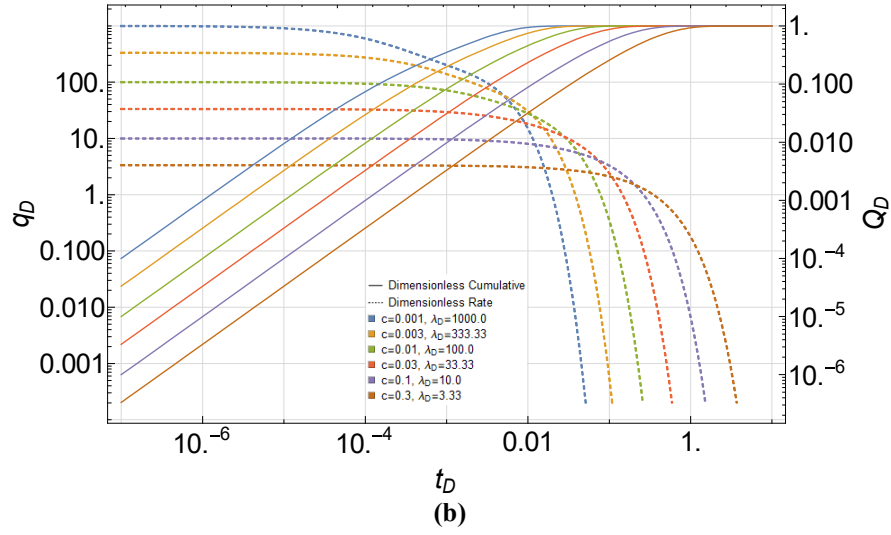 100.
10.
1.
0.100
0.010
0.001
q_D
1.
0.100
0.010
0.001
10.⁻⁴
10.⁻⁵
10.⁻⁶
Q_D
Dimensionless Cumulative
Dimensionless Rate
c=0.001, λ_D=1000.0
c=0.003, λ_D=333.33
c=0.01, λ_D=100.0
c=0.03, λ_D=33.33
c=0.1, λ_D=10.0
c=0.3, λ_D=3.33
10.⁻⁶ 10.⁻⁴ 0.01 1.
t_D
(b)